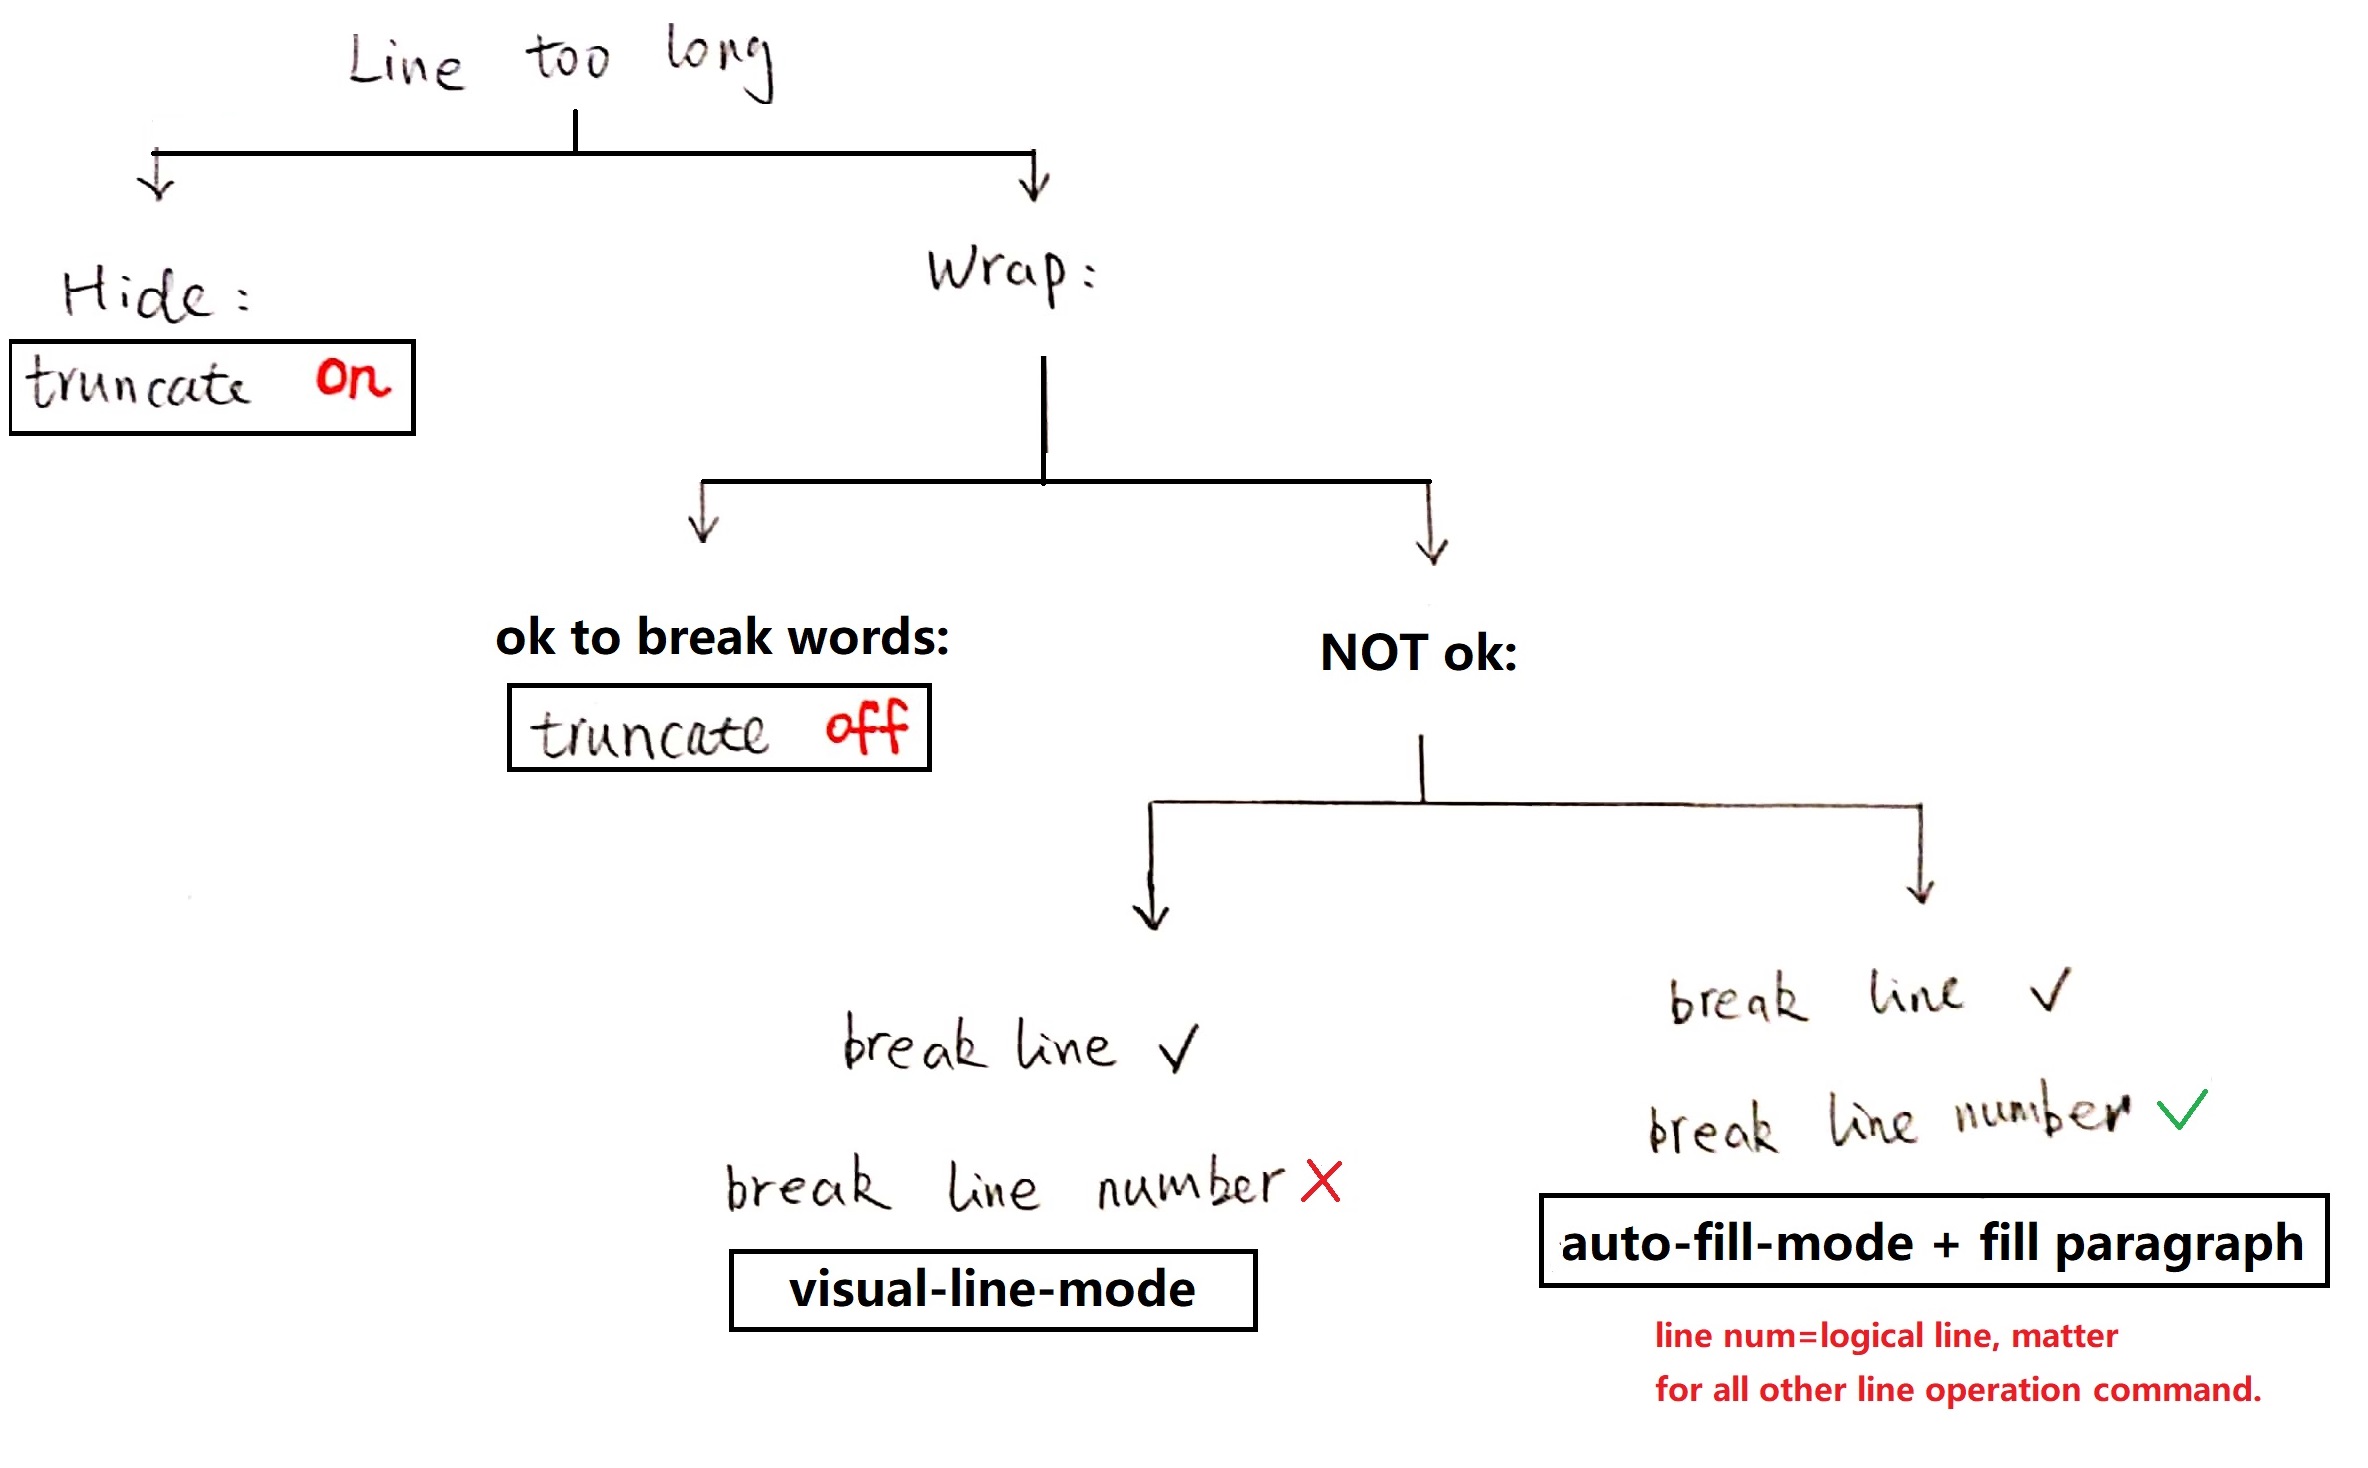 Line too long
Hide:
truncate on
Wrap:
ok to break words:
truncate off
NOT ok:
break line ✓
break line number ✗
visual-line-mode
break line ✓
break line number ✓
auto-fill-mode + fill paragraph
line num=logical line, matter
for all other line operation command.